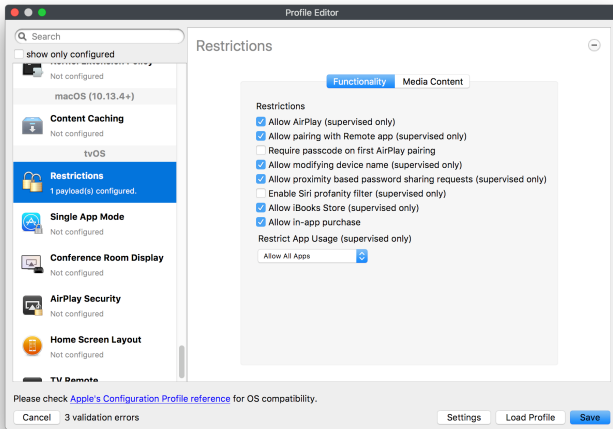 Profile Editor
Search
show only configured
Kernel Extension Policy
Not configured
macOS (10.13.4+)
Content Caching
Not configured
tvOS
Restrictions
1 payload(s) configured.
Single App Mode
Not configured
Conference Room Display
Not configured
AirPlay Security
Not configured
Home Screen Layout
Not configured
TV Remote
Restrictions
Functionality
Media Content
Restrictions
Allow AirPlay (supervised only)
Allow pairing with Remote app (supervised only)
Require passcode on first AirPlay pairing
Allow modifying device name (supervised only)
Allow proximity based password sharing requests (supervised only)
Enable Siri profanity filter (supervised only)
Allow iBooks Store (supervised only)
Allow in-app purchase
Restrict App Usage (supervised only)
Allow All Apps
Please check Apple's Configuration Profile reference for OS compatibility.
Cancel
3 validation errors
Settings
Load Profile
Save